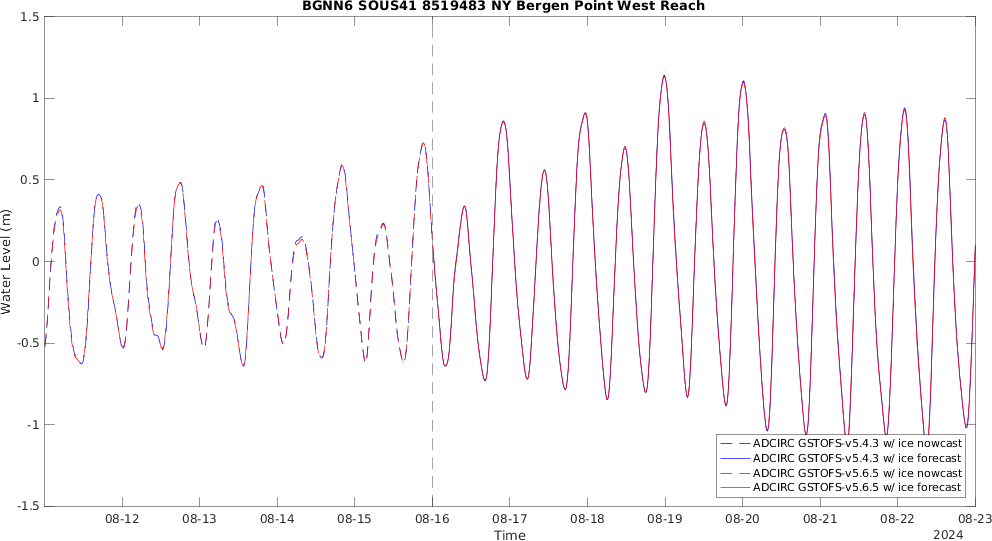 BGNN6 SOUS41 8519483 NY Bergen Point West Reach
1.5
1
0.5
0
-0.5
-1
-1.5
Water Level (m)
ADCIRC GSTOFS-v5.4.3 w/ ice nowcast
ADCIRC GSTOFS-v5.4.3 w/ ice forecast
ADCIRC GSTOFS-v5.6.5 w/ ice nowcast
ADCIRC GSTOFS-v5.6.5 w/ ice forecast
08-12 08-13 08-14 08-15 08-16 08-17 08-18 08-19 08-20 08-21 08-22 08-23
Time
2024